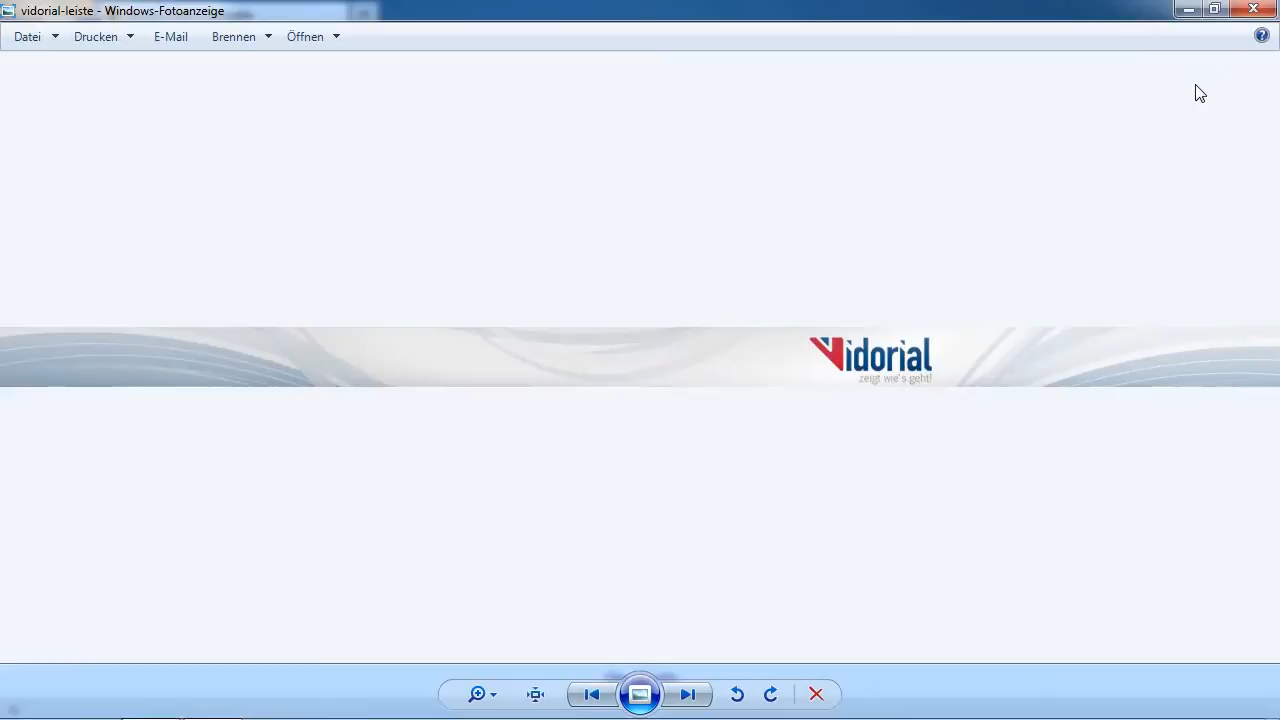 vidorial-leiste - Windows-Fotoanzeige
Datei Drucken E-Mail Brennen Öffnen
Vidorial
zeigt wie's geht!